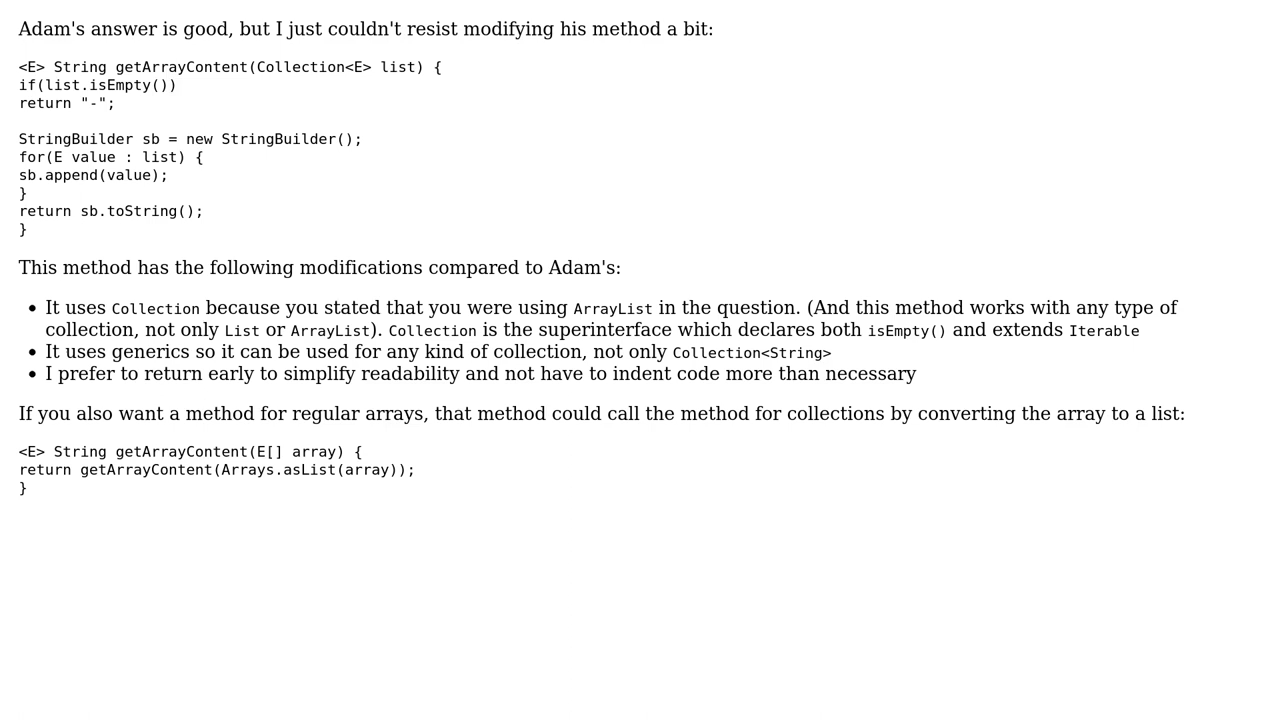 Adam's answer is good, but I just couldn't resist modifying his method a bit:
<E> String getArrayContent(Collection<E> list) {
if(list.isEmpty())
return "-";
StringBuilder sb = new StringBuilder();
for(E value : list) {
sb.append(value);
}
return sb.toString();
}
This method has the following modifications compared to Adam's:
• It uses Collection because you stated that you were using ArrayList in the question. (And this method works with any type of
collection, not only List or ArrayList). Collection is the superinterface which declares both isEmpty() and extends Iterable
• It uses generics so it can be used for any kind of collection, not only Collection<String>
• I prefer to return early to simplify readability and not have to indent code more than necessary
If you also want a method for regular arrays, that method could call the method for collections by converting the array to a list:
<E> String getArrayContent(E[] array) {
return getArrayContent(Arrays.asList(array));
}